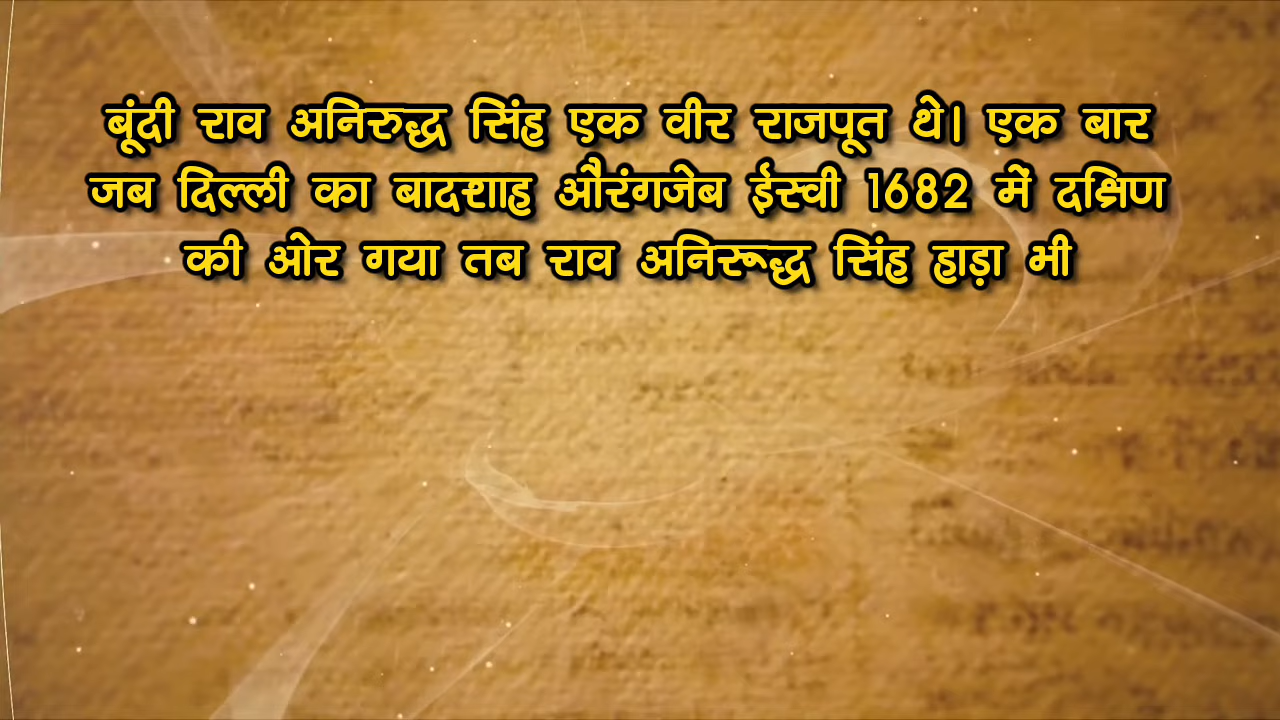 बूंदी राव अनिरुद्ध सिंह एक वीर राजपूत थे। एक बार
जब दिल्ली का बादशाह औरंगजेब ईस्वी 1682 में दक्षिण
की ओर गया तब राव अनिरूद्ध सिंह हाड़ा भी